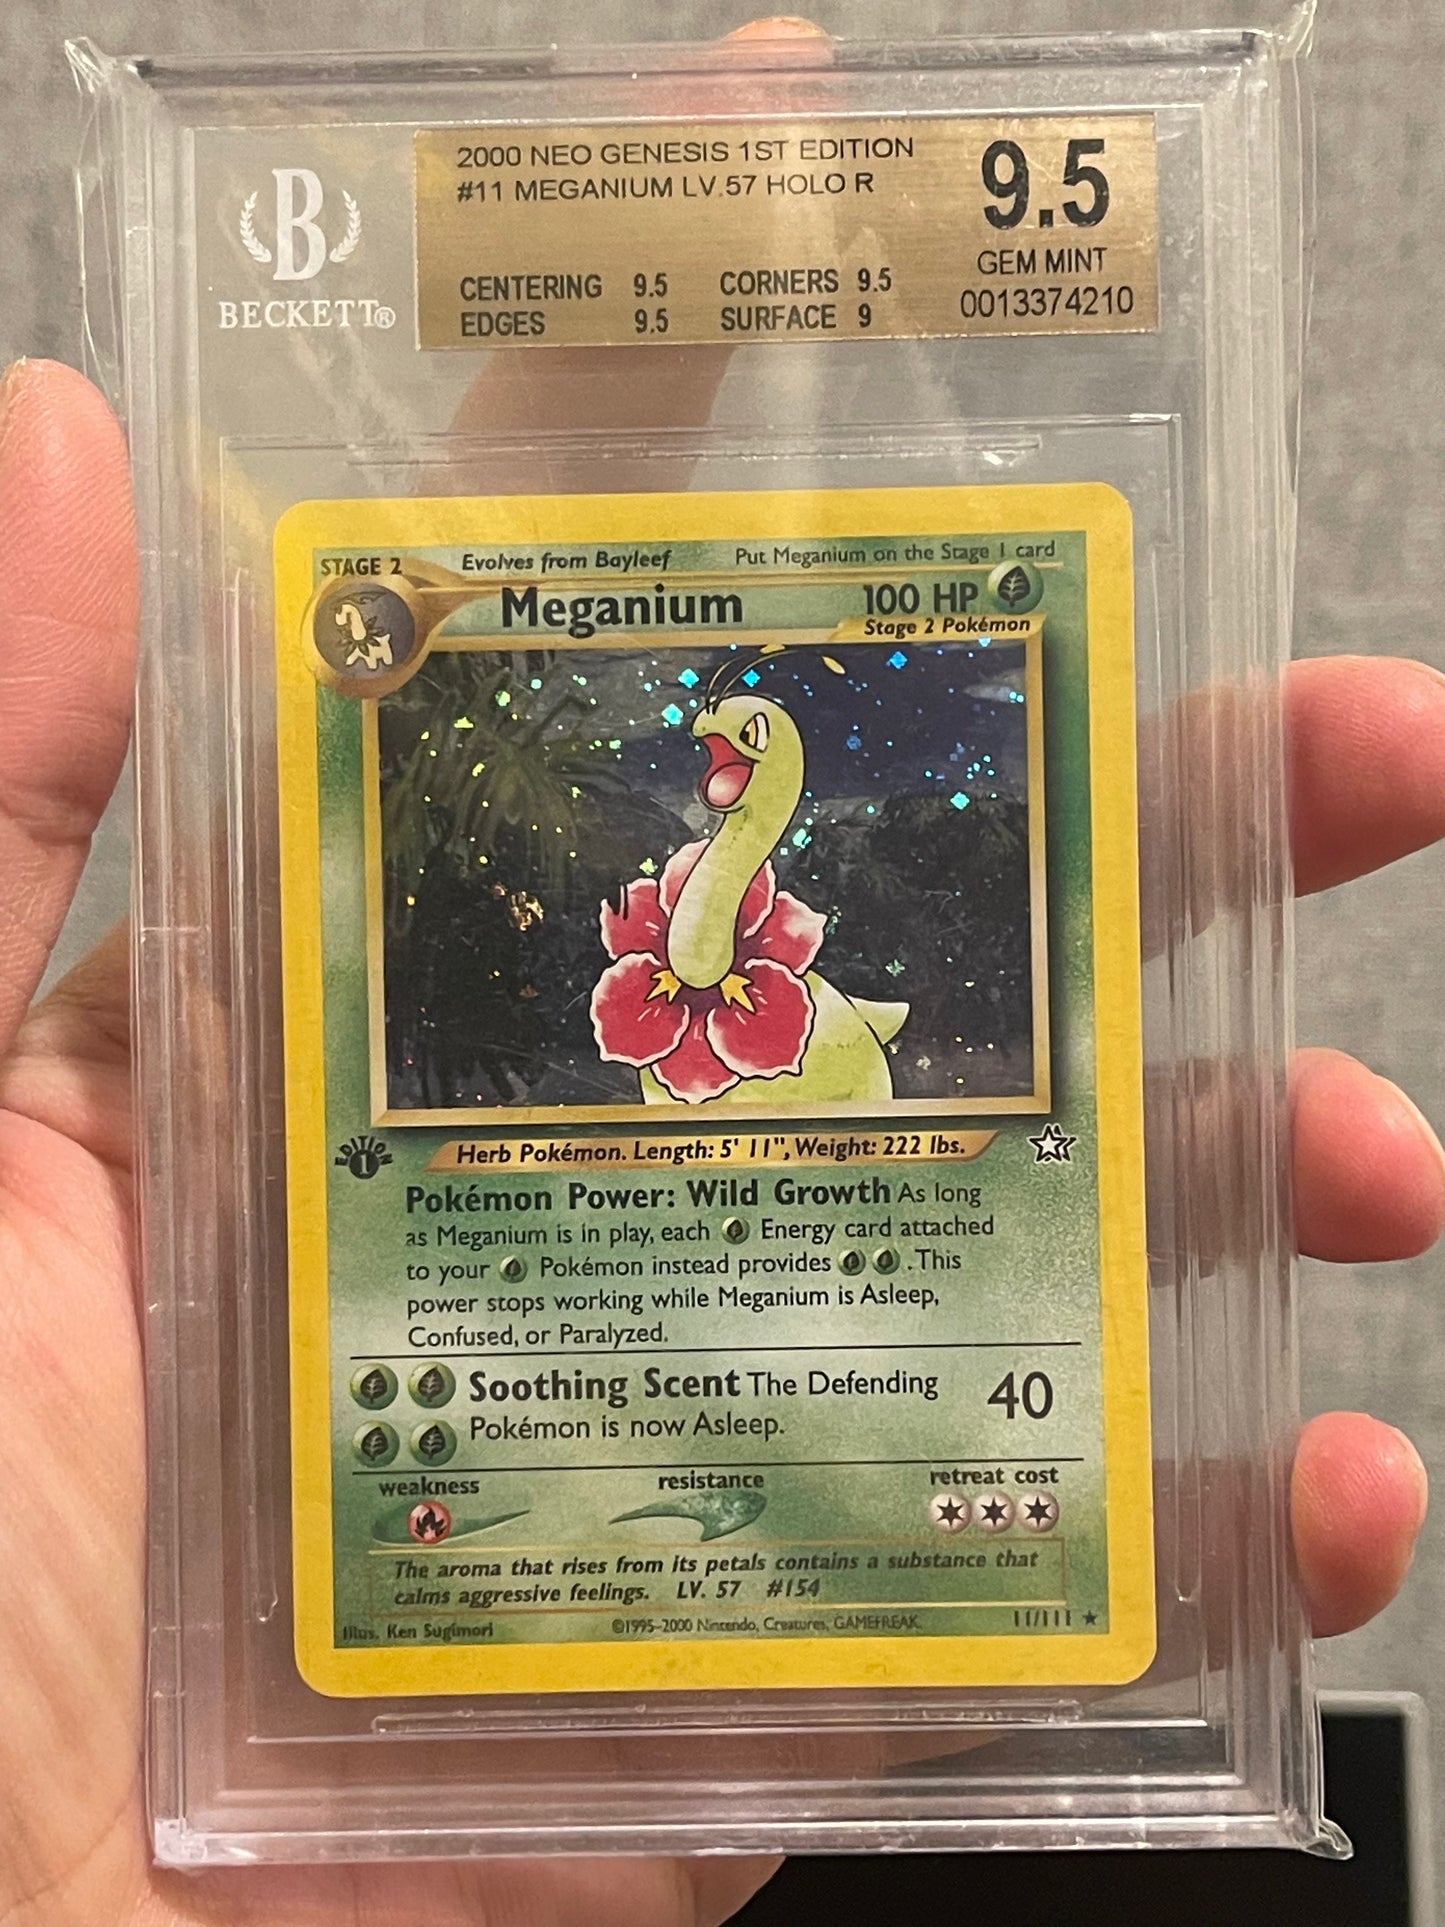 B
BECKETT®
2000 NEO GENESIS 1ST EDITION
#11 MEGANIUM LV.57 HOLO R
CENTERING 9.5 CORNERS 9.5
EDGES 9.5 SURFACE 9
9.5
GEM MINT
0013374210
STAGE 2 Evolves from Bayleef Put Meganium on the Stage 1 card
Meganium 100 HP
Stage 2 Pokémon
EDITION
1
Herb Pokémon. Length: 5' 11", Weight: 222 lbs.
Pokémon Power: Wild Growth As long
as Meganium is in play, each Energy card attached
to your Pokémon instead provides . This
power stops working while Meganium is Asleep,
Confused, or Paralyzed.
Soothing Scent The Defending 40
Pokémon is now Asleep.
weakness resistance retreat cost
The aroma that rises from its petals contains a substance that
calms aggressive feelings. LV. 57 #154
Illus. Ken Sugimori ©1995–2000 Nintendo, Creatures, GAMEFREAK. 11/111 ★